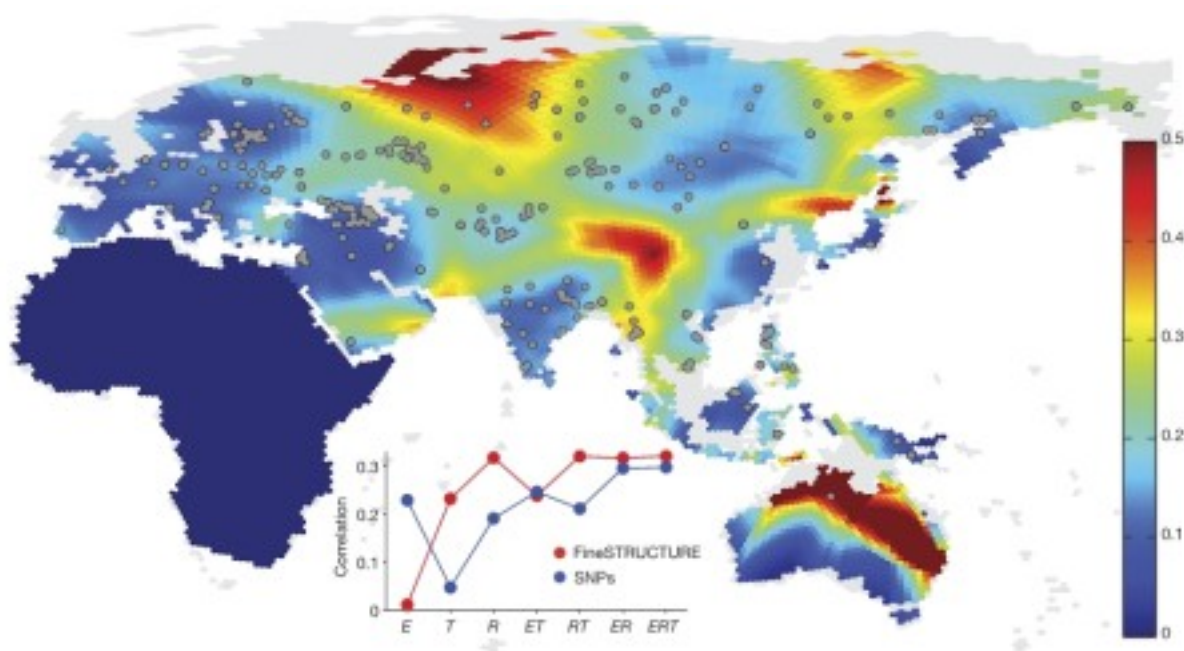 0.5
0.4
0.3
0.2
0.1
0
Correlation
0.3
0.2
0.1
0
FineSTRUCTURE
SNPs
E T R ET RT ER ERT